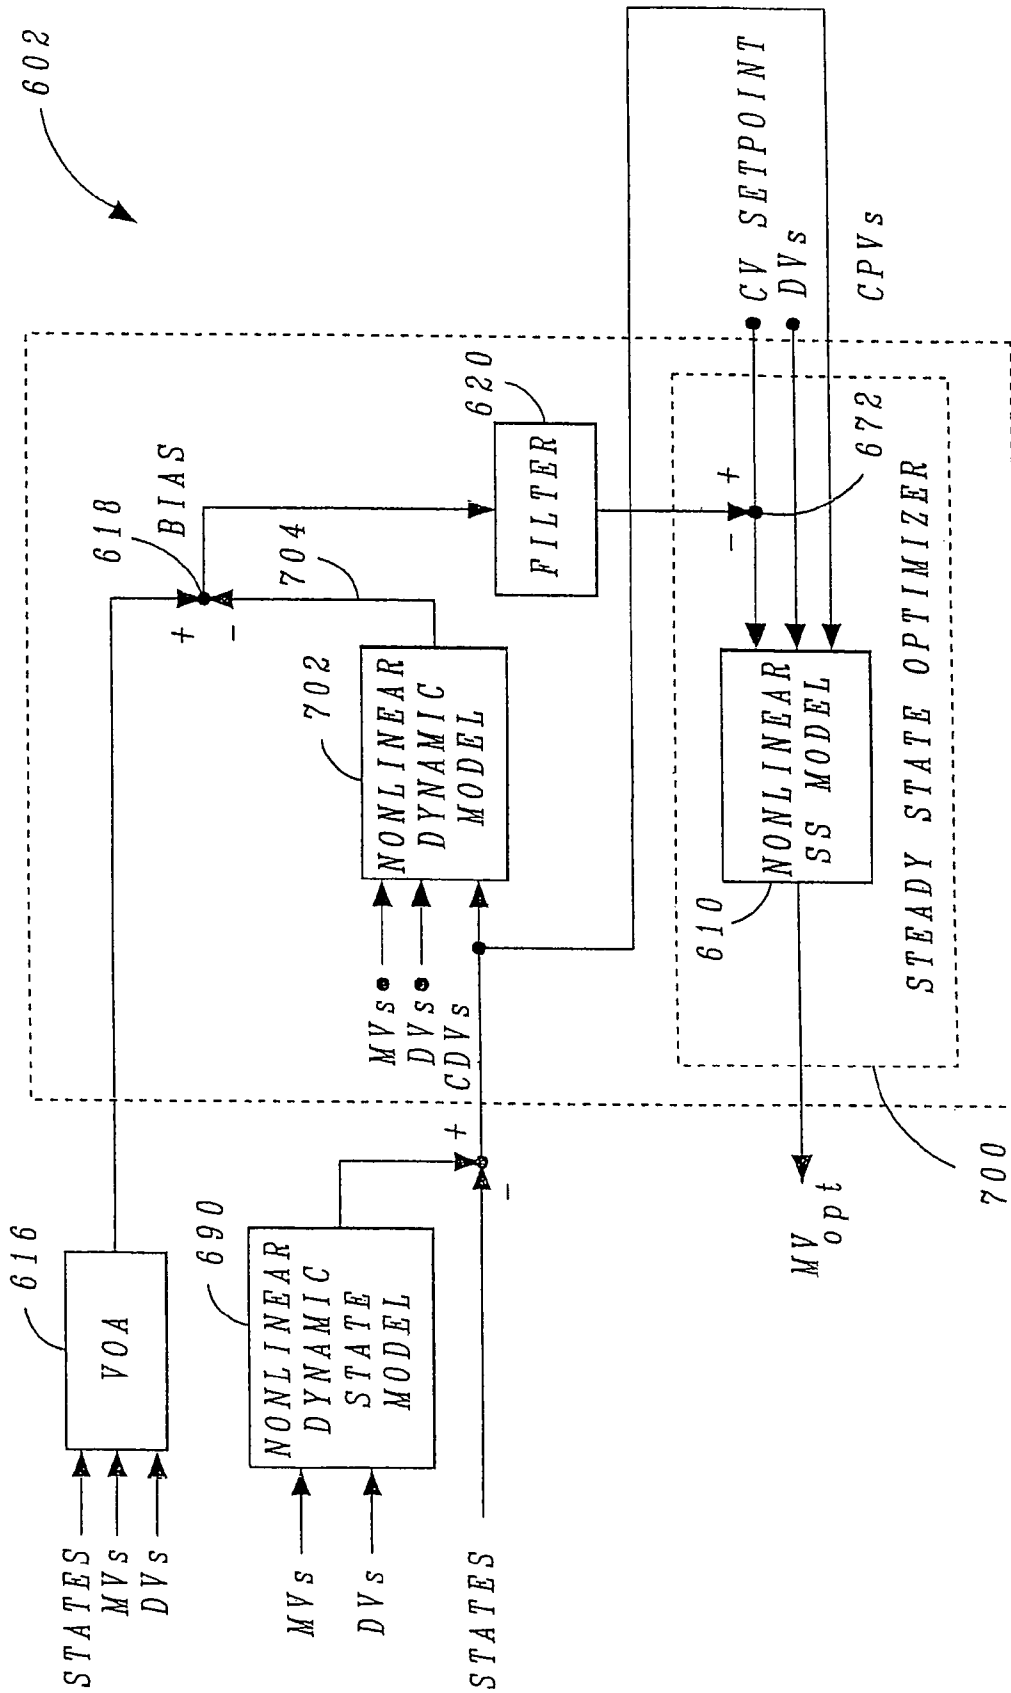 602
STATES
MVs
DVs
616
VOA
618
+
-
BIAS
MVs
DVs
690
NONLINEAR
DYNAMIC
STATE
MODEL
STATES
+
-
MVs
DVs
CDVs
702
NONLINEAR
DYNAMIC
MODEL
704
620
FILTER
CV SETPOINT
DVs
CPVs
-
+
672
610
NONLINEAR
SS MODEL
MV opt
STEADY STATE OPTIMIZER
700